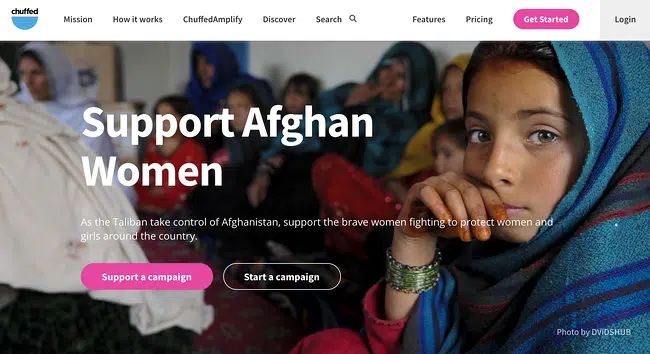 chuffed
Mission How it works ChuffedAmplify Discover Search Features Pricing Get Started Login
Support Afghan
Women
As the Taliban take control of Afghanistan, support the brave women fighting to protect women and
girls around the country.
Support a campaign Start a campaign
Photo by DVIDSHUB